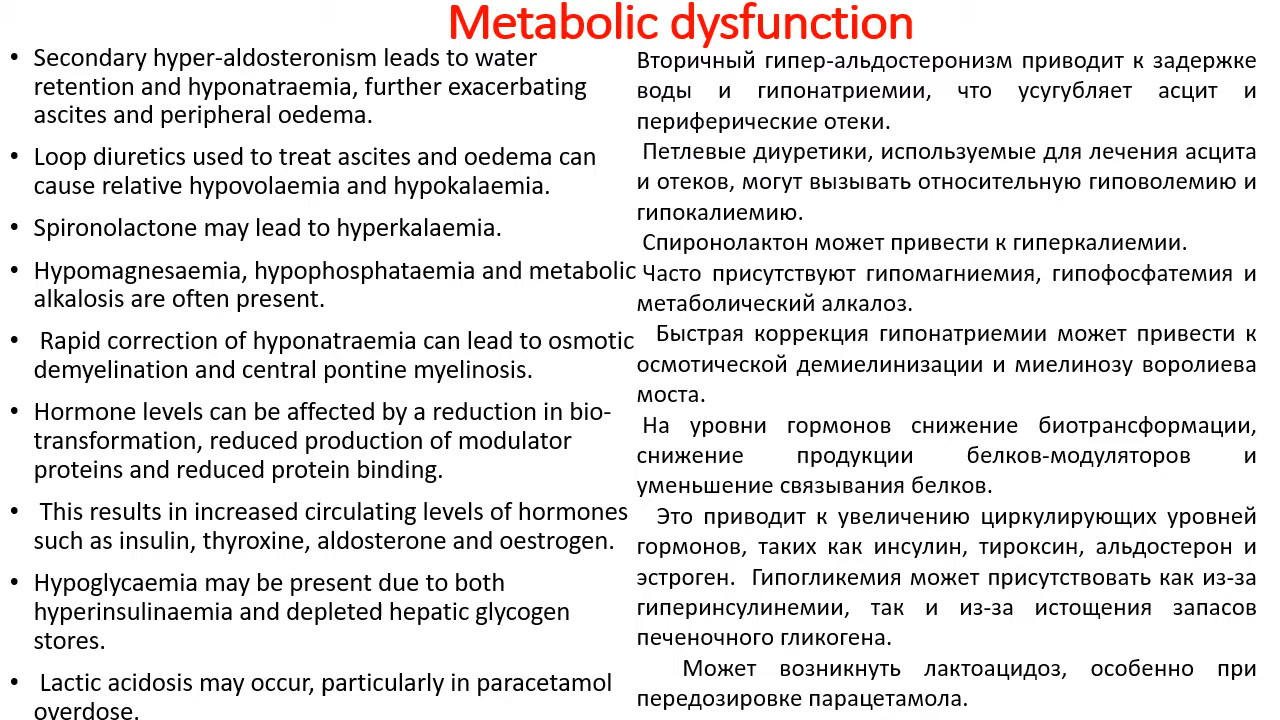 Metabolic dysfunction
• Secondary hyper-aldosteronism leads to water
retention and hyponatraemia, further exacerbating
ascites and peripheral oedema.
• Loop diuretics used to treat ascites and oedema can
cause relative hypovolaemia and hypokalaemia.
• Spironolactone may lead to hyperkalaemia.
• Hypomagnesaemia, hypophosphataemia and metabolic
alkalosis are often present.
• Rapid correction of hyponatraemia can lead to osmotic
demyelination and central pontine myelinosis.
• Hormone levels can be affected by a reduction in bio-
transformation, reduced production of modulator
proteins and reduced protein binding.
• This results in increased circulating levels of hormones
such as insulin, thyroxine, aldosterone and oestrogen.
• Hypoglycaemia may be present due to both
hyperinsulinaemia and depleted hepatic glycogen
stores.
• Lactic acidosis may occur, particularly in paracetamol
overdose.
Вторичный гипер-альдостеронизм приводит к задержке
воды и гипонатриемии, что усугубляет асцит и
периферические отеки.
Петлевые диуретики, используемые для лечения асцита
и отеков, могут вызывать относительную гиповолемию и
гипокалиемию.
Спиронолактон может привести к гиперкалиемии.
Часто присутствуют гипомагниемия, гипофосфатемия и
метаболический алкалоз.
Быстрая коррекция гипонатриемии может привести к
осмотической демиелинизации и миелинозу воролиева
моста.
На уровни гормонов снижение биотрансформации,
снижение продукции белков-модуляторов и
уменьшение связывания белков.
Это приводит к увеличению циркулирующих уровней
гормонов, таких как инсулин, тироксин, альдостерон и
эстроген. Гипогликемия может присутствовать как из-за
гиперинсулинемии, так и из-за истощения запасов
печеночного гликогена.
Может возникнуть лактоацидоз, особенно при
передозировке парацетамола.